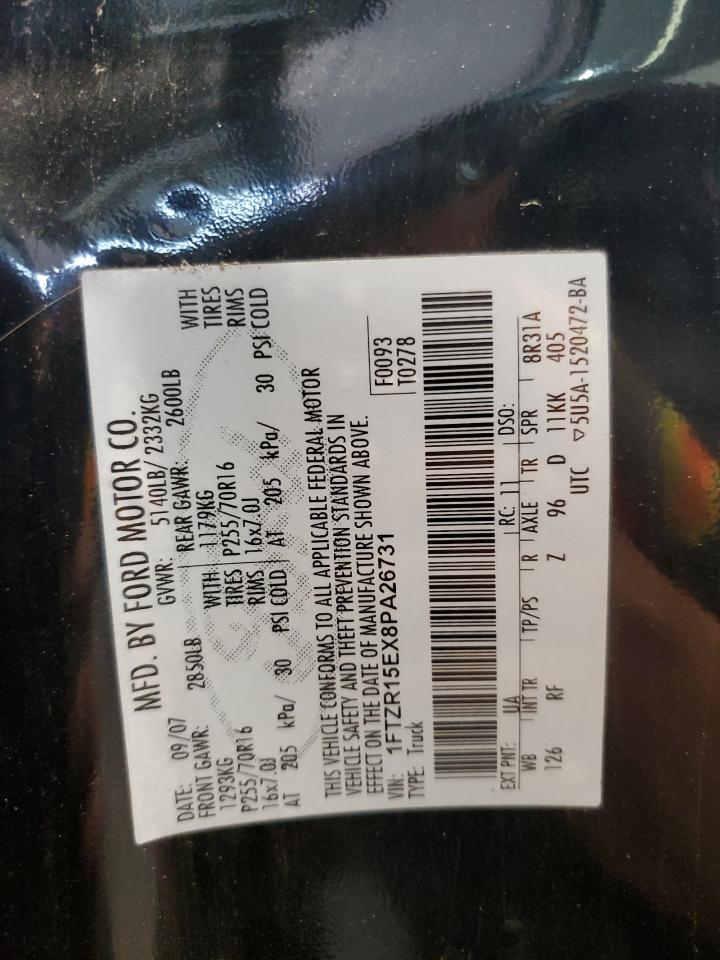 MFD. BY FORD MOTOR CO.
DATE: 09/07 GVWR: 5140LB/ 2332KG
FRONT GAWR: 2850LB REAR GAWR: 2600LB
1293KG WITH 1179KG WITH
P255/70R16 TIRES P255/70R16 TIRES
16x7.0J RIMS 16x7.0J RIMS
AT 205 kPa/ 30 PSI COLD AT 205 kPa/ 30 PSI COLD
THIS VEHICLE CONFORMS TO ALL APPLICABLE FEDERAL MOTOR
VEHICLE SAFETY AND THEFT PREVENTION STANDARDS IN
EFFECT ON THE DATE OF MANUFACTURE SHOWN ABOVE.
VIN: 1FTZR15EX8PA26731 F0093
TYPE: Truck T0278
EXT PNT: UA RC: 11 DSO:
WB INT TR TP/PS R AXLE TR SPR 8R31A
126 RF Z 96 D 11KK 405
UTC ▽5U5A-1520472-BA